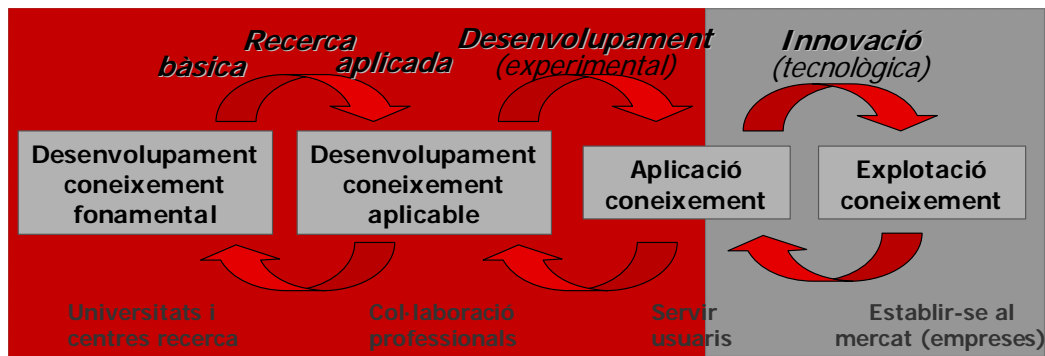 Recerca
bàsica
aplicada
Desenvolupament
(experimental)
Innovació
(tecnològica)
Desenvolupament
coneixement
fonamental
Desenvolupament
coneixement
aplicable
Aplicació
coneixement
Explotació
coneixement
Universitats i
centres recerca
Col·laboració
professionals
Servir
usuaris
Establir-se al
mercat (empreses)